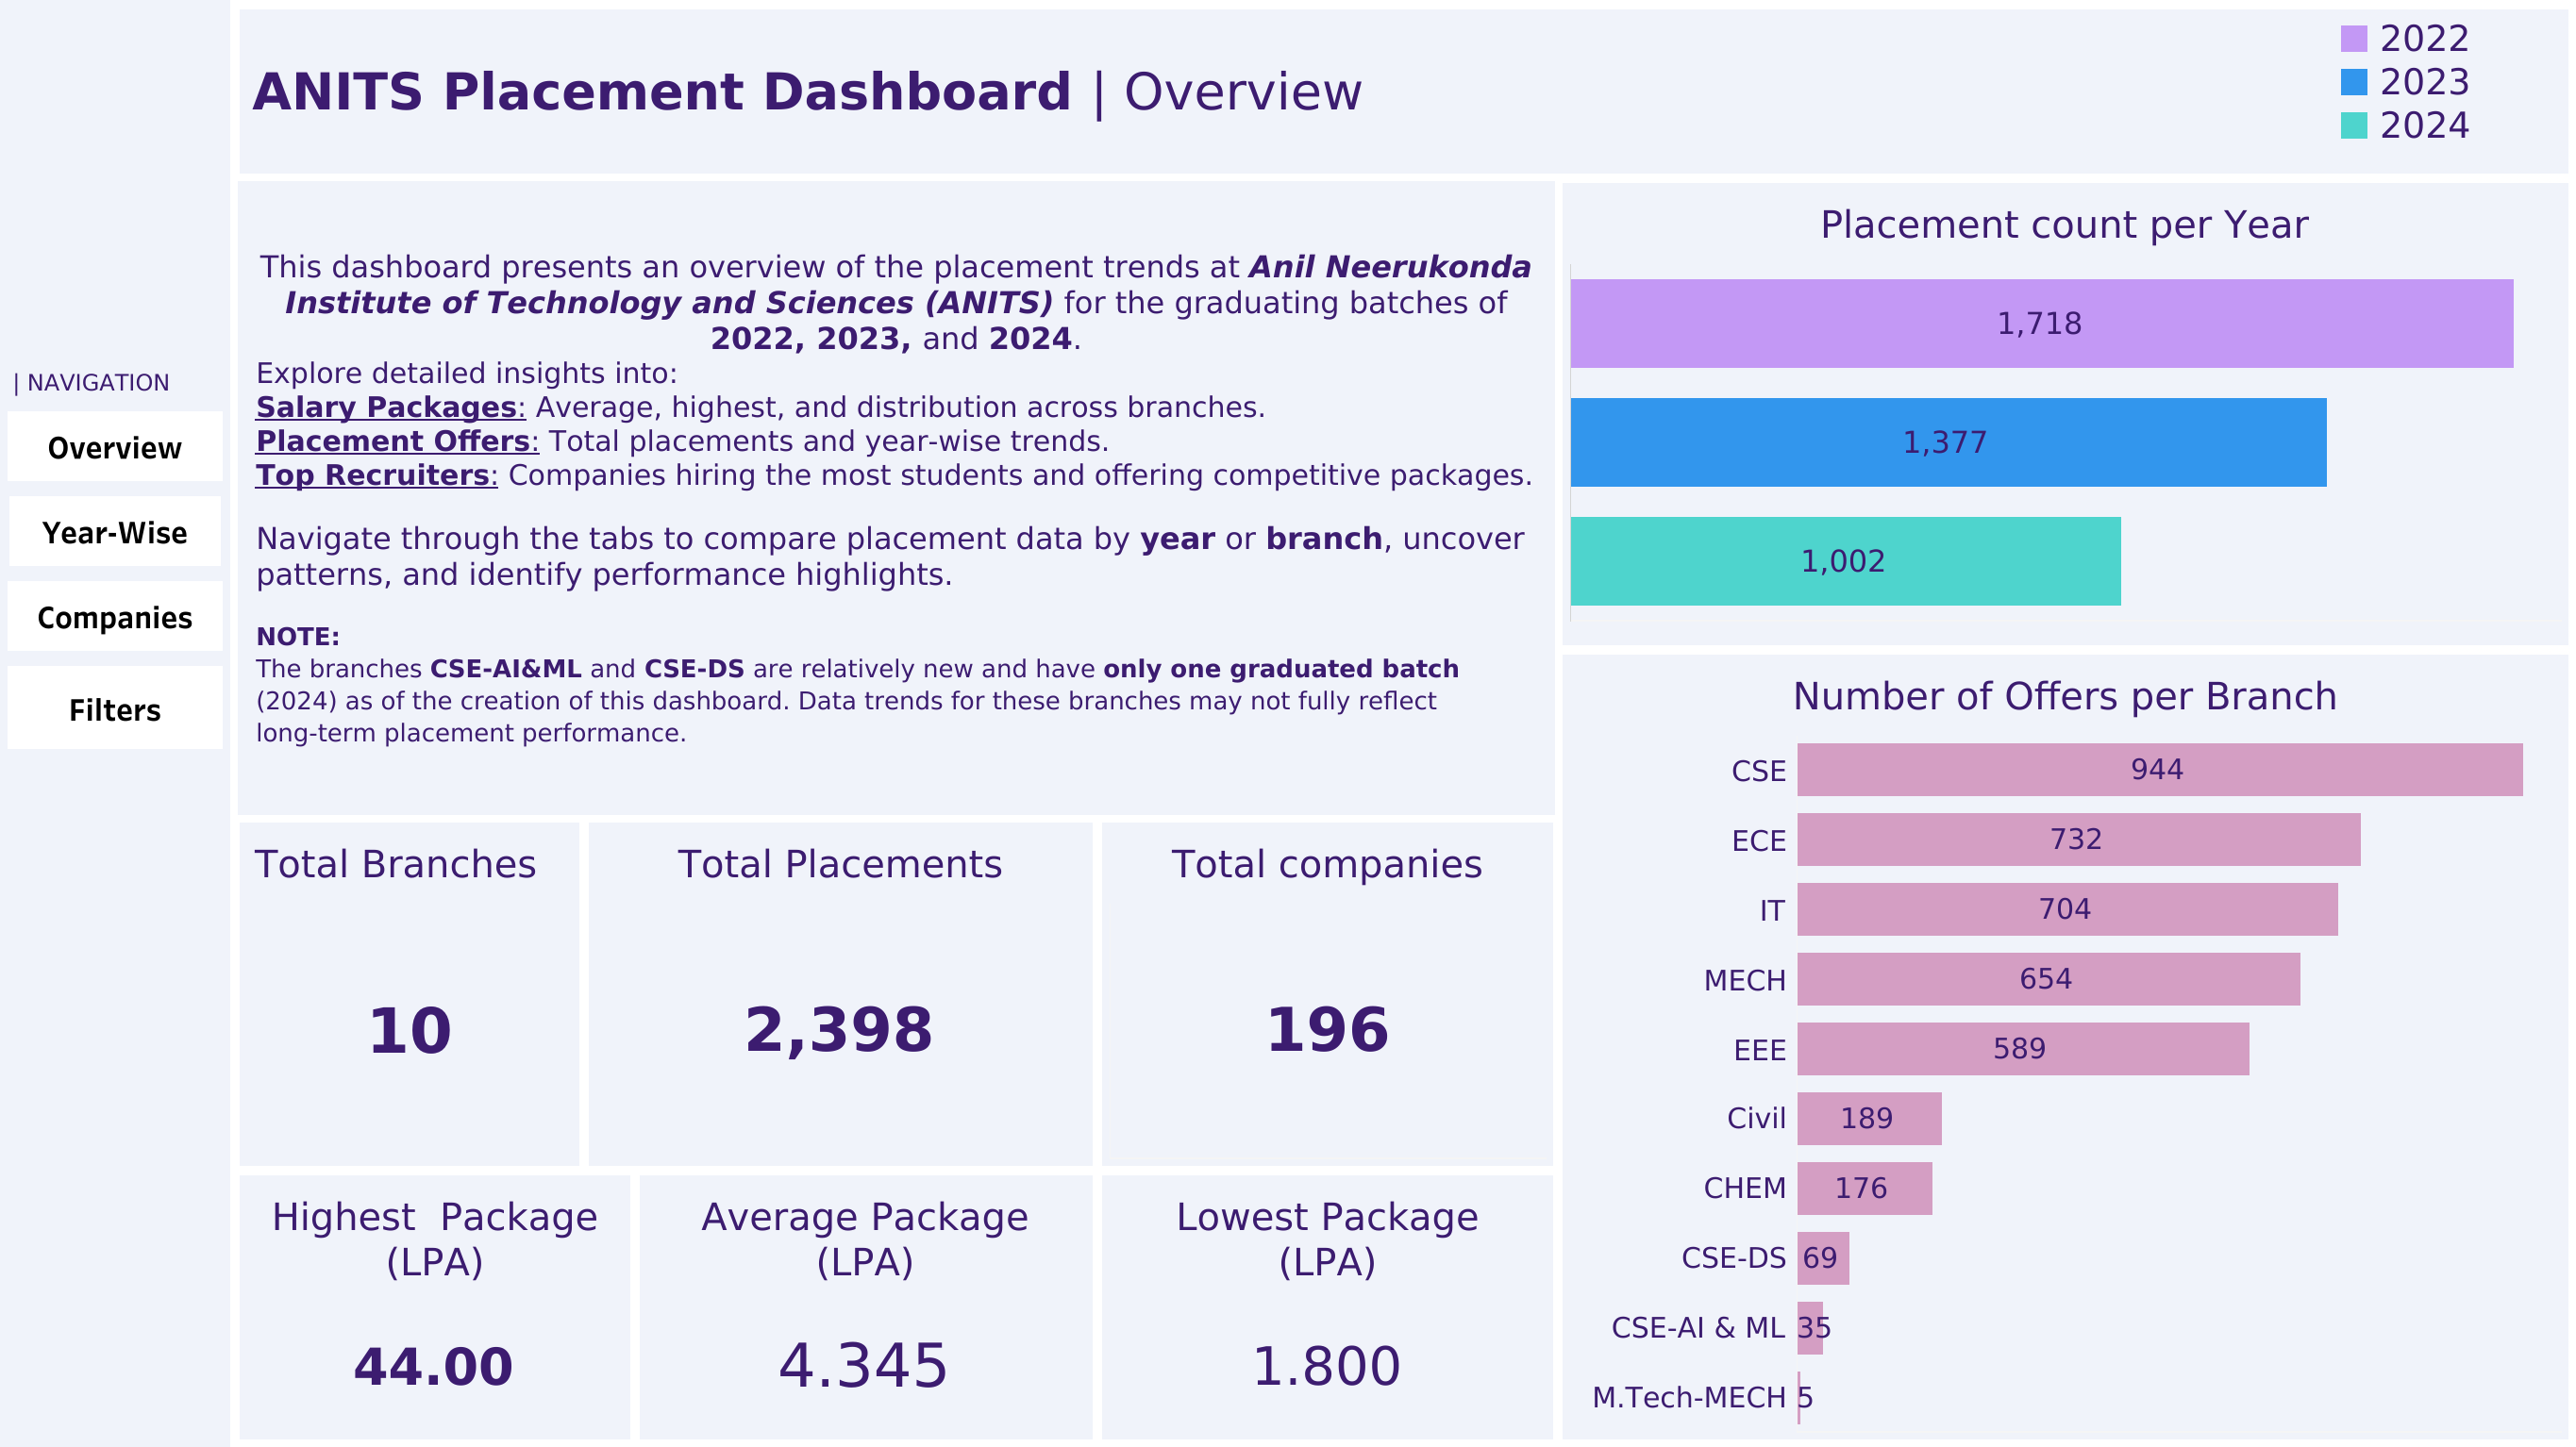 ANITS Placement Dashboard | Overview
2022
2023
2024
| NAVIGATION
Overview
Year-Wise
Companies
Filters
This dashboard presents an overview of the placement trends at Anil Neerukonda
Institute of Technology and Sciences (ANITS) for the graduating batches of
2022, 2023, and 2024.
Explore detailed insights into:
Salary Packages: Average, highest, and distribution across branches.
Placement Offers: Total placements and year-wise trends.
Top Recruiters: Companies hiring the most students and offering competitive packages.
Navigate through the tabs to compare placement data by year or branch, uncover
patterns, and identify performance highlights.
NOTE:
The branches CSE-AI&ML and CSE-DS are relatively new and have only one graduated batch
(2024) as of the creation of this dashboard. Data trends for these branches may not fully reflect
long-term placement performance.
Total Branches
10
Total Placements
2,398
Total companies
196
Highest  Package
(LPA)
44.00
Average Package
(LPA)
4.345
Lowest Package
(LPA)
1.800
Placement count per Year
1,718
1,377
1,002
Number of Offers per Branch
CSE 944
ECE 732
IT 704
MECH 654
EEE 589
Civil 189
CHEM 176
CSE-DS 69
CSE-AI & ML 35
M.Tech-MECH 5